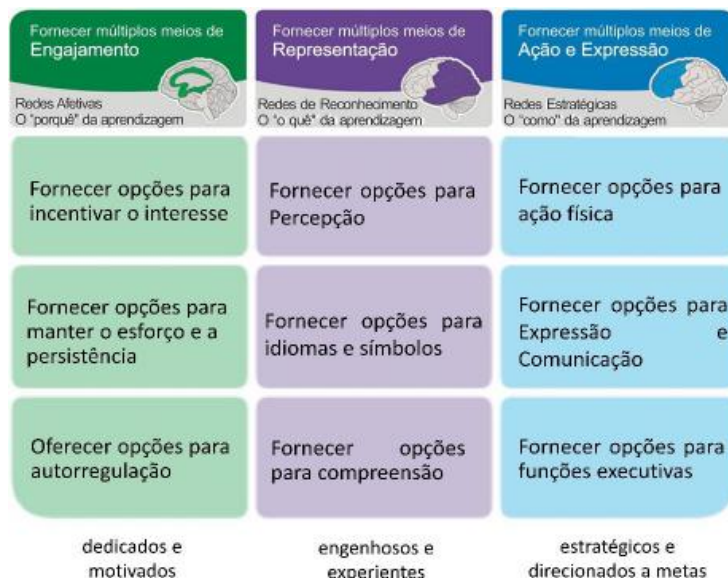 Fornecer múltiplos meios de
Engajamento
Redes Afetivas
O "porquê" da aprendizagem
Fornecer opções para
incentivar o interesse
Fornecer opções para
manter o esforço e a
persistência
Oferecer opções para
autorregulação
dedicados e
motivados
Fornecer múltiplos meios de
Representação
Redes de Reconhecimento
O "o quê" da aprendizagem
Fornecer opções para
Percepção
Fornecer opções para
idiomas e símbolos
Fornecer opções
para compreensão
engenhosos e
experientes
Fornecer múltiplos meios de
Ação e Expressão
Redes Estratégicas
O "como" da aprendizagem
Fornecer opções para
ação física
Fornecer opções para
Expressão e
Comunicação
Fornecer opções para
funções executivas
estratégicos e
direcionados a metas